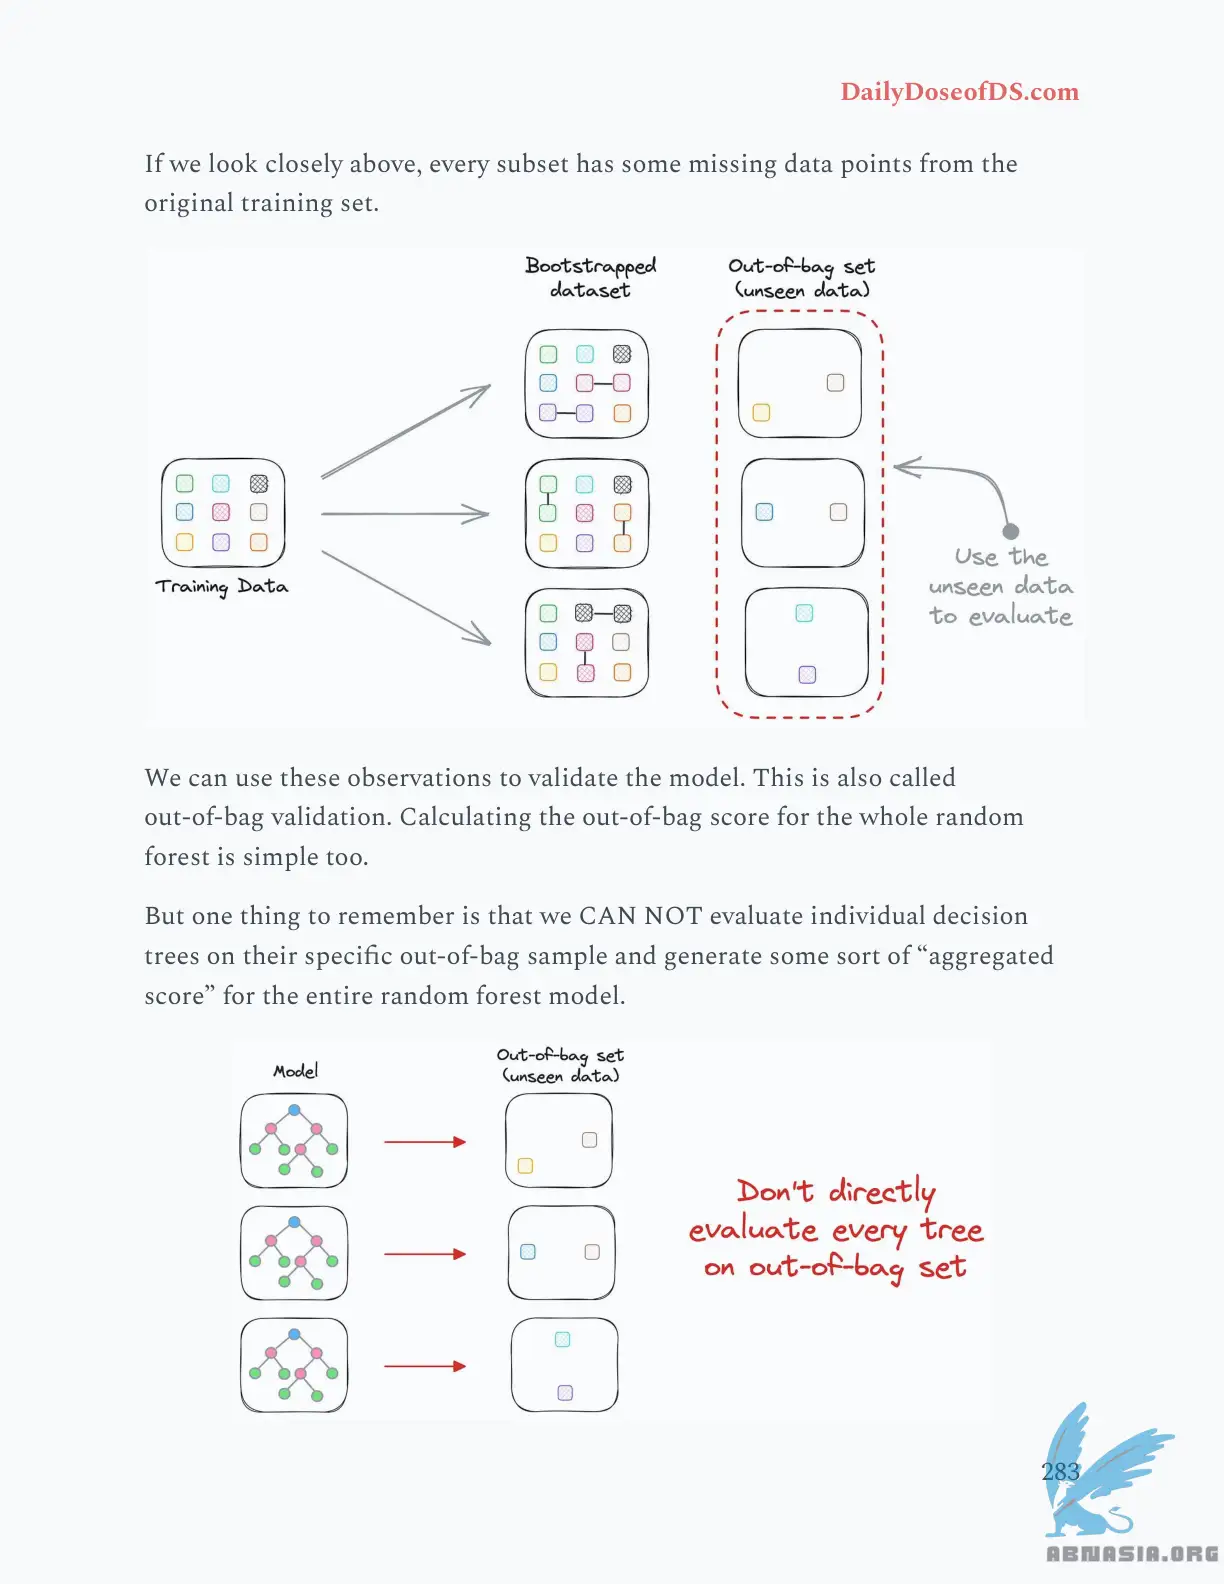 DailyDoseofDS.com
If we look closely above, every subset has some missing data points from the
original training set.
Bootstrapped
dataset
Out-of-bag set
(unseen data)
Training Data
Use the
unseen data
to evaluate
We can use these observations to validate the model. This is also called
out-of-bag validation. Calculating the out-of-bag score for the whole random
forest is simple too.
But one thing to remember is that we CAN NOT evaluate individual decision
trees on their specific out-of-bag sample and generate some sort of “aggregated
score” for the entire random forest model.
Model
Out-of-bag set
(unseen data)
Don't directly
evaluate every tree
on out-of-bag set
283
ABNASIA.ORG